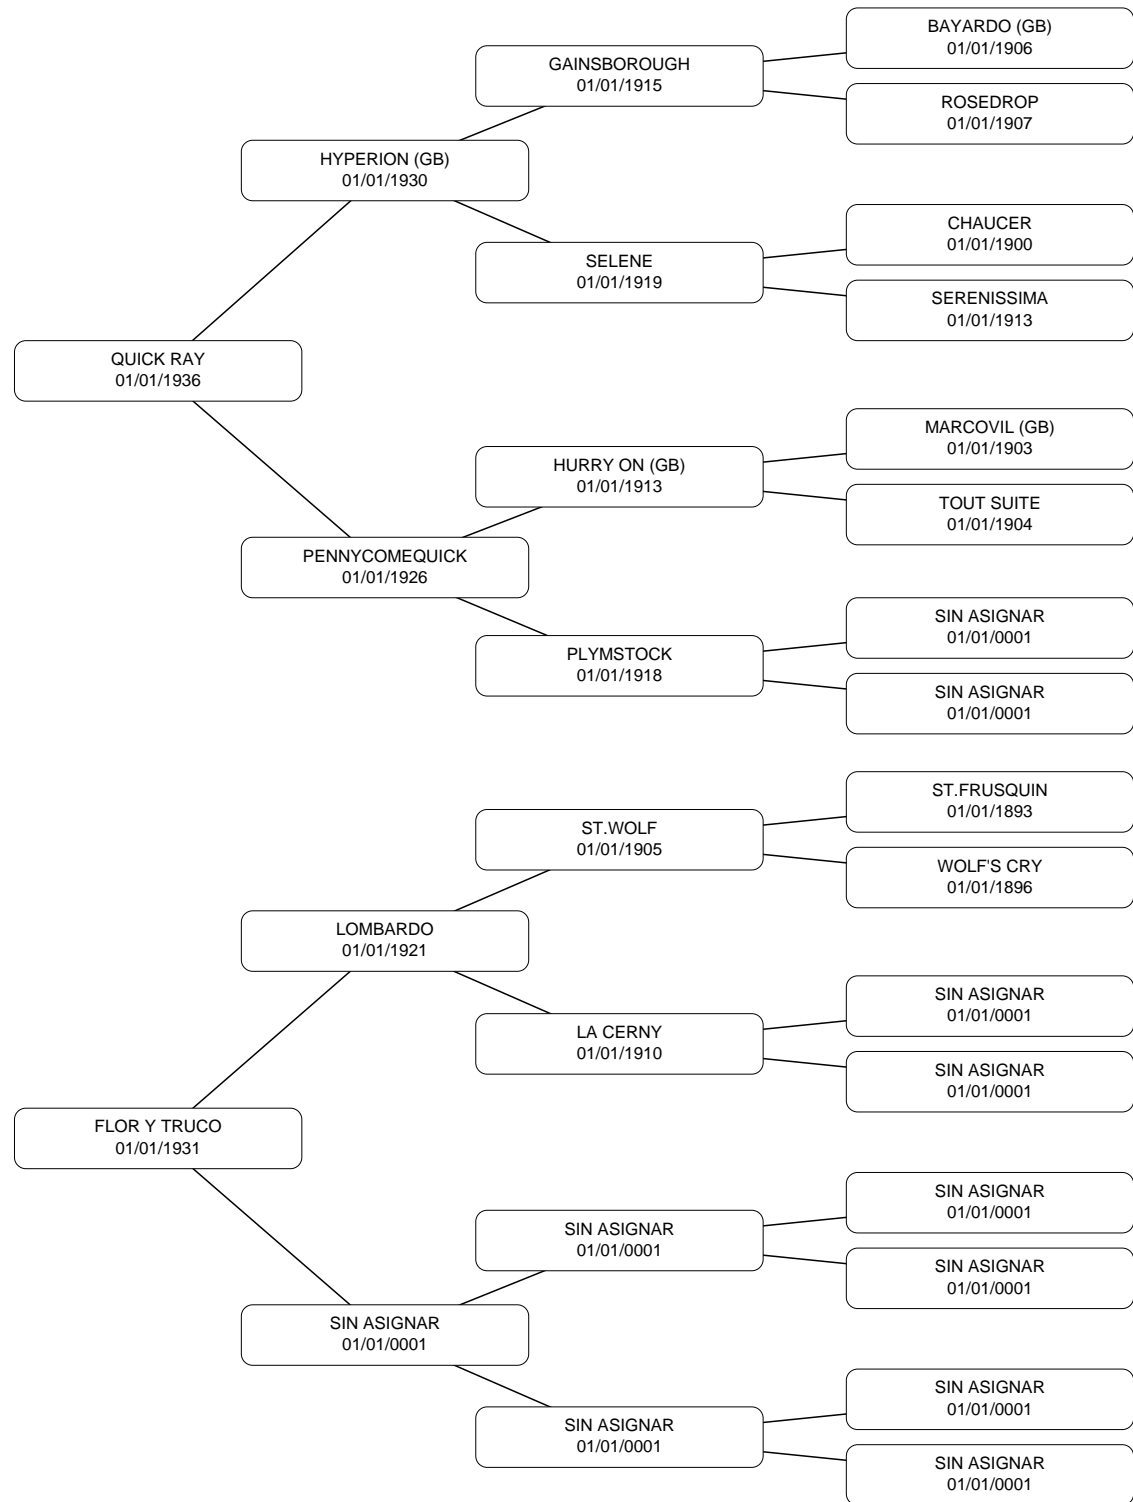 BAYARDO (GB)
01/01/1906
GAINSBOROUGH
01/01/1915
ROSEDROP
01/01/1907
HYPERION (GB)
01/01/1930
CHAUCER
01/01/1900
SELENE
01/01/1919
SERENISSIMA
01/01/1913
QUICK RAY
01/01/1936
MARCOVIL (GB)
01/01/1903
HURRY ON (GB)
01/01/1913
TOUT SUITE
01/01/1904
PENNYCOMEQUICK
01/01/1926
SIN ASIGNAR
01/01/0001
PLYMSTOCK
01/01/1918
SIN ASIGNAR
01/01/0001
ST.FRUSQUIN
01/01/1893
ST.WOLF
01/01/1905
WOLF'S CRY
01/01/1896
LOMBARDO
01/01/1921
SIN ASIGNAR
01/01/0001
LA CERNY
01/01/1910
SIN ASIGNAR
01/01/0001
FLOR Y TRUCO
01/01/1931
SIN ASIGNAR
01/01/0001
SIN ASIGNAR
01/01/0001
SIN ASIGNAR
01/01/0001
SIN ASIGNAR
01/01/0001
SIN ASIGNAR
01/01/0001
SIN ASIGNAR
01/01/0001
SIN ASIGNAR
01/01/0001